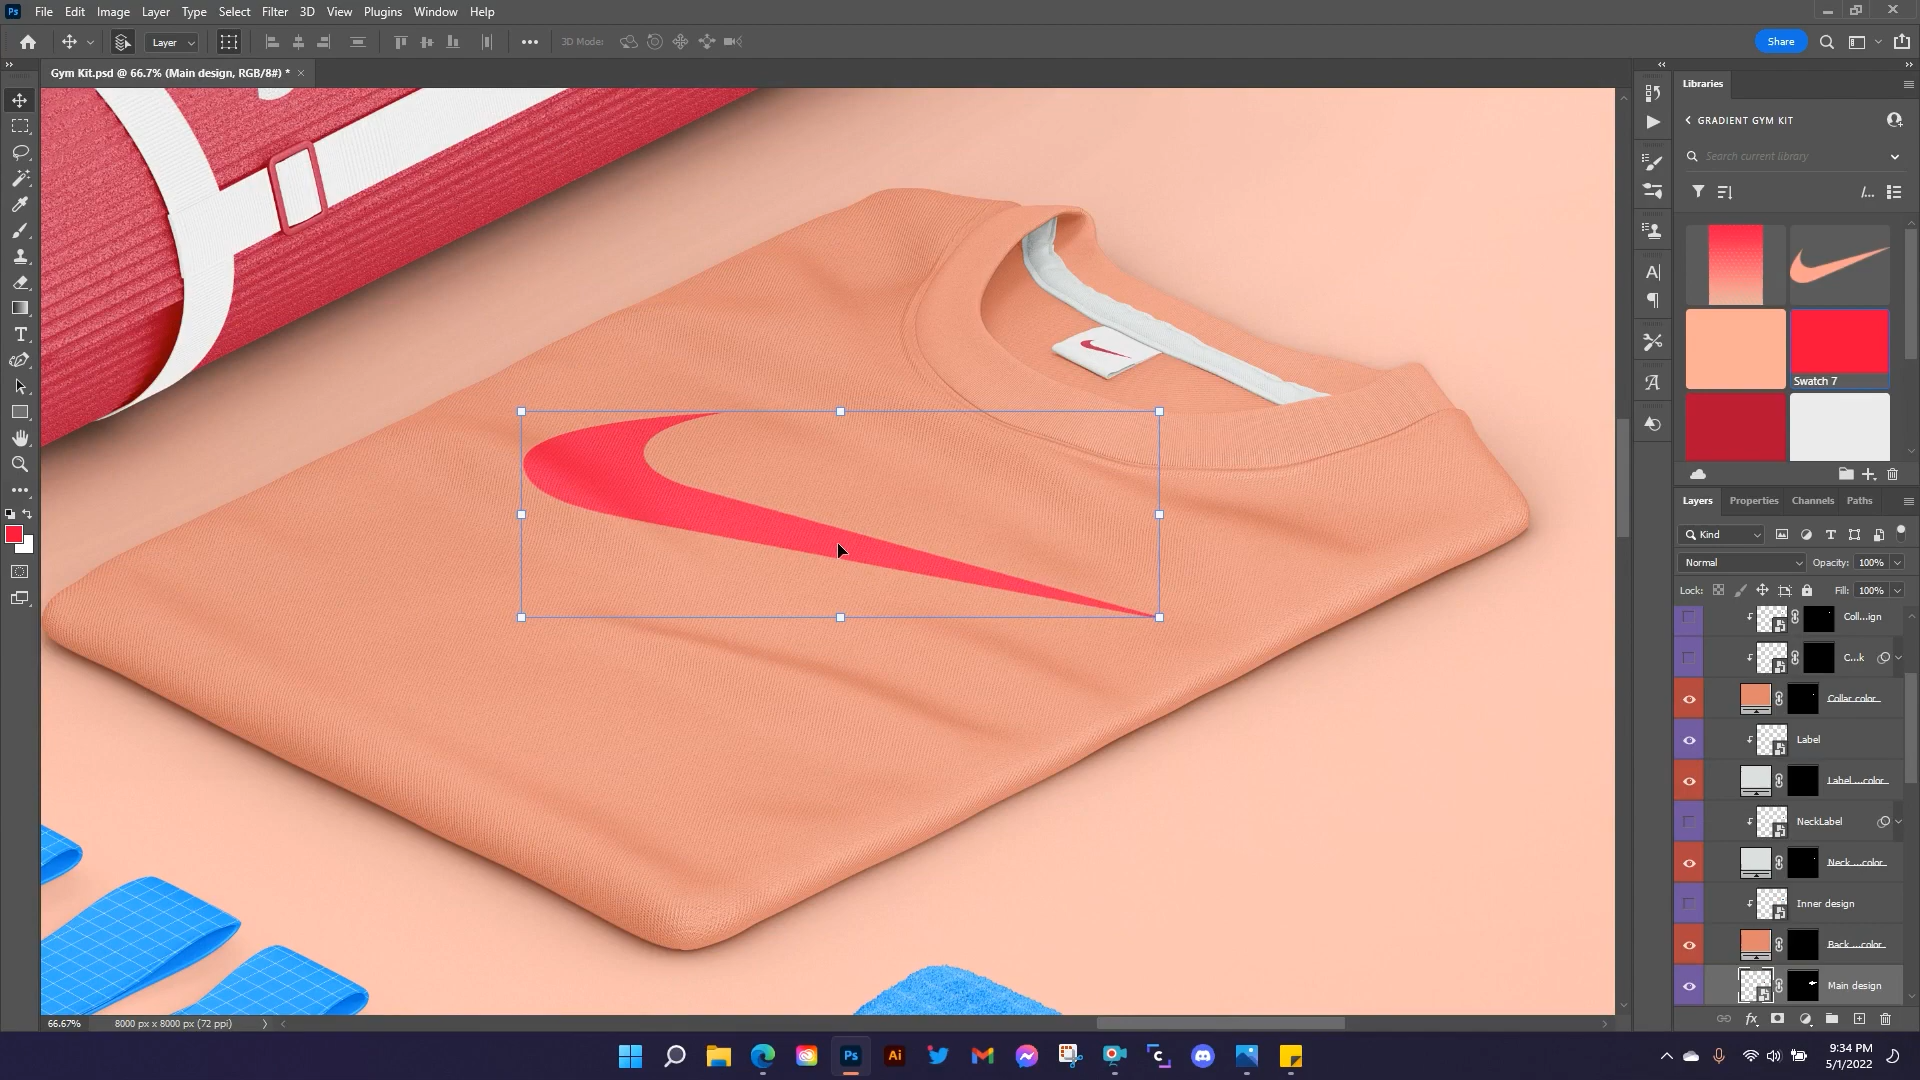 Ps File Edit Image Layer Type Select Filter 3D View Plugins Window Help
Layer 3D Mode: Share
Gym Kit.psd @ 66.7% (Main design, RGB/8#) *
Libraries
GRADIENT GYM KIT
Search current library
Swatch 7
Layers Properties Channels Paths
Kind
Normal Opacity: 100%
Lock: Fill: 100%
Coll...ign
C...k
Collar color
Label
Label ...color
NeckLabel
Neck ...color
Inner design
Back ...color
Main design
66.67% 8000 px x 8000 px (72 ppi)
Ps Ai
9:34 PM
5/1/2022